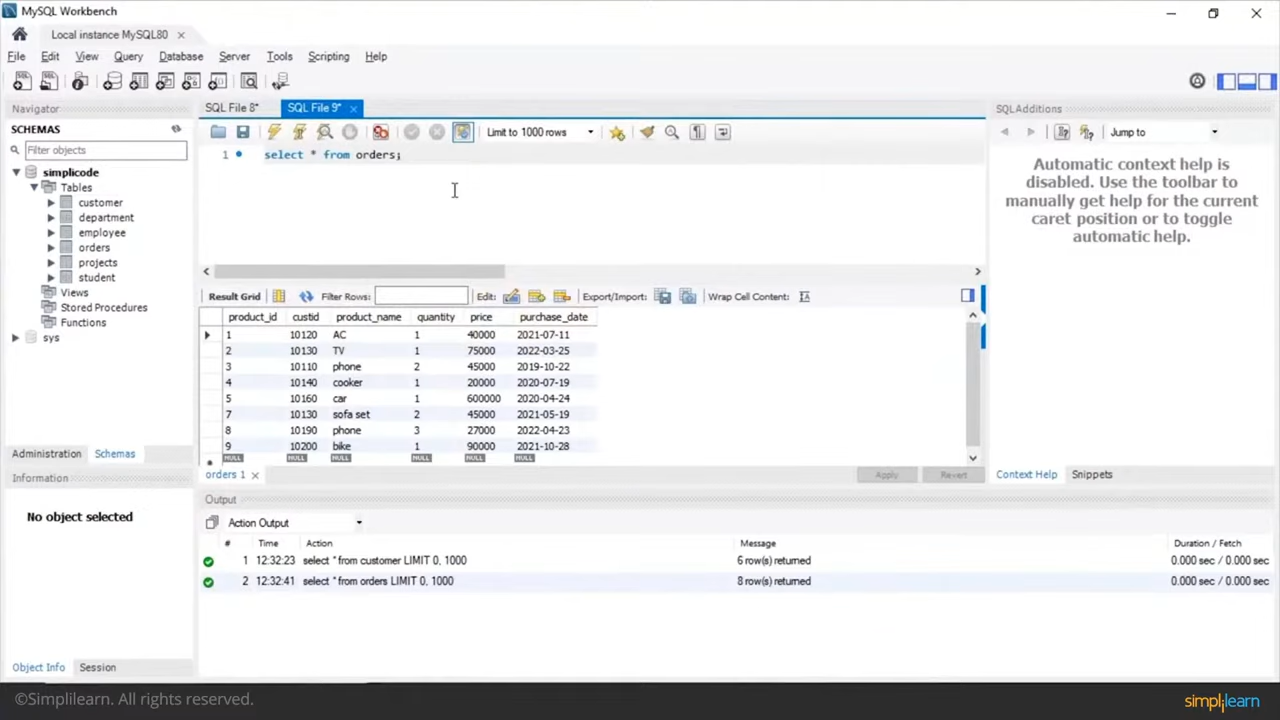 MySQL Workbench
Local instance MySQL80
File Edit View Query Database Server Tools Scripting Help
Navigator
SCHEMAS
Filter objects
simplicode
Tables
customer
department
employee
orders
projects
student
Views
Stored Procedures
Functions
sys
Administration Schemas
Information
No object selected
Object Info Session
SQL File 8* SQL File 9*
Limit to 1000 rows
1 select * from orders;
Result Grid Filter Rows: Edit: Export/Import: Wrap Cell Content:
product_id custid product_name quantity price purchase_date
1 10120 AC 1 40000 2021-07-11
2 10130 TV 1 75000 2022-03-25
3 10110 phone 2 45000 2019-10-22
4 10140 cooker 1 20000 2020-07-19
5 10160 car 1 600000 2020-04-24
7 10130 sofa set 2 45000 2021-05-19
8 10190 phone 3 27000 2022-04-23
9 10200 bike 1 90000 2021-10-28
NULL NULL NULL NULL NULL NULL
orders 1 Apply Revert
SQLAdditions
Jump to
Automatic context help is
disabled. Use the toolbar to
manually get help for the current
caret position or to toggle
automatic help.
Context Help Snippets
Output
Action Output
# Time Action Message Duration / Fetch
1 12:32:23 select * from customer LIMIT 0, 1000 6 row(s) returned 0.000 sec / 0.000 sec
2 12:32:41 select * from orders LIMIT 0, 1000 8 row(s) returned 0.000 sec / 0.000 sec
©Simplilearn. All rights reserved.
simplilearn